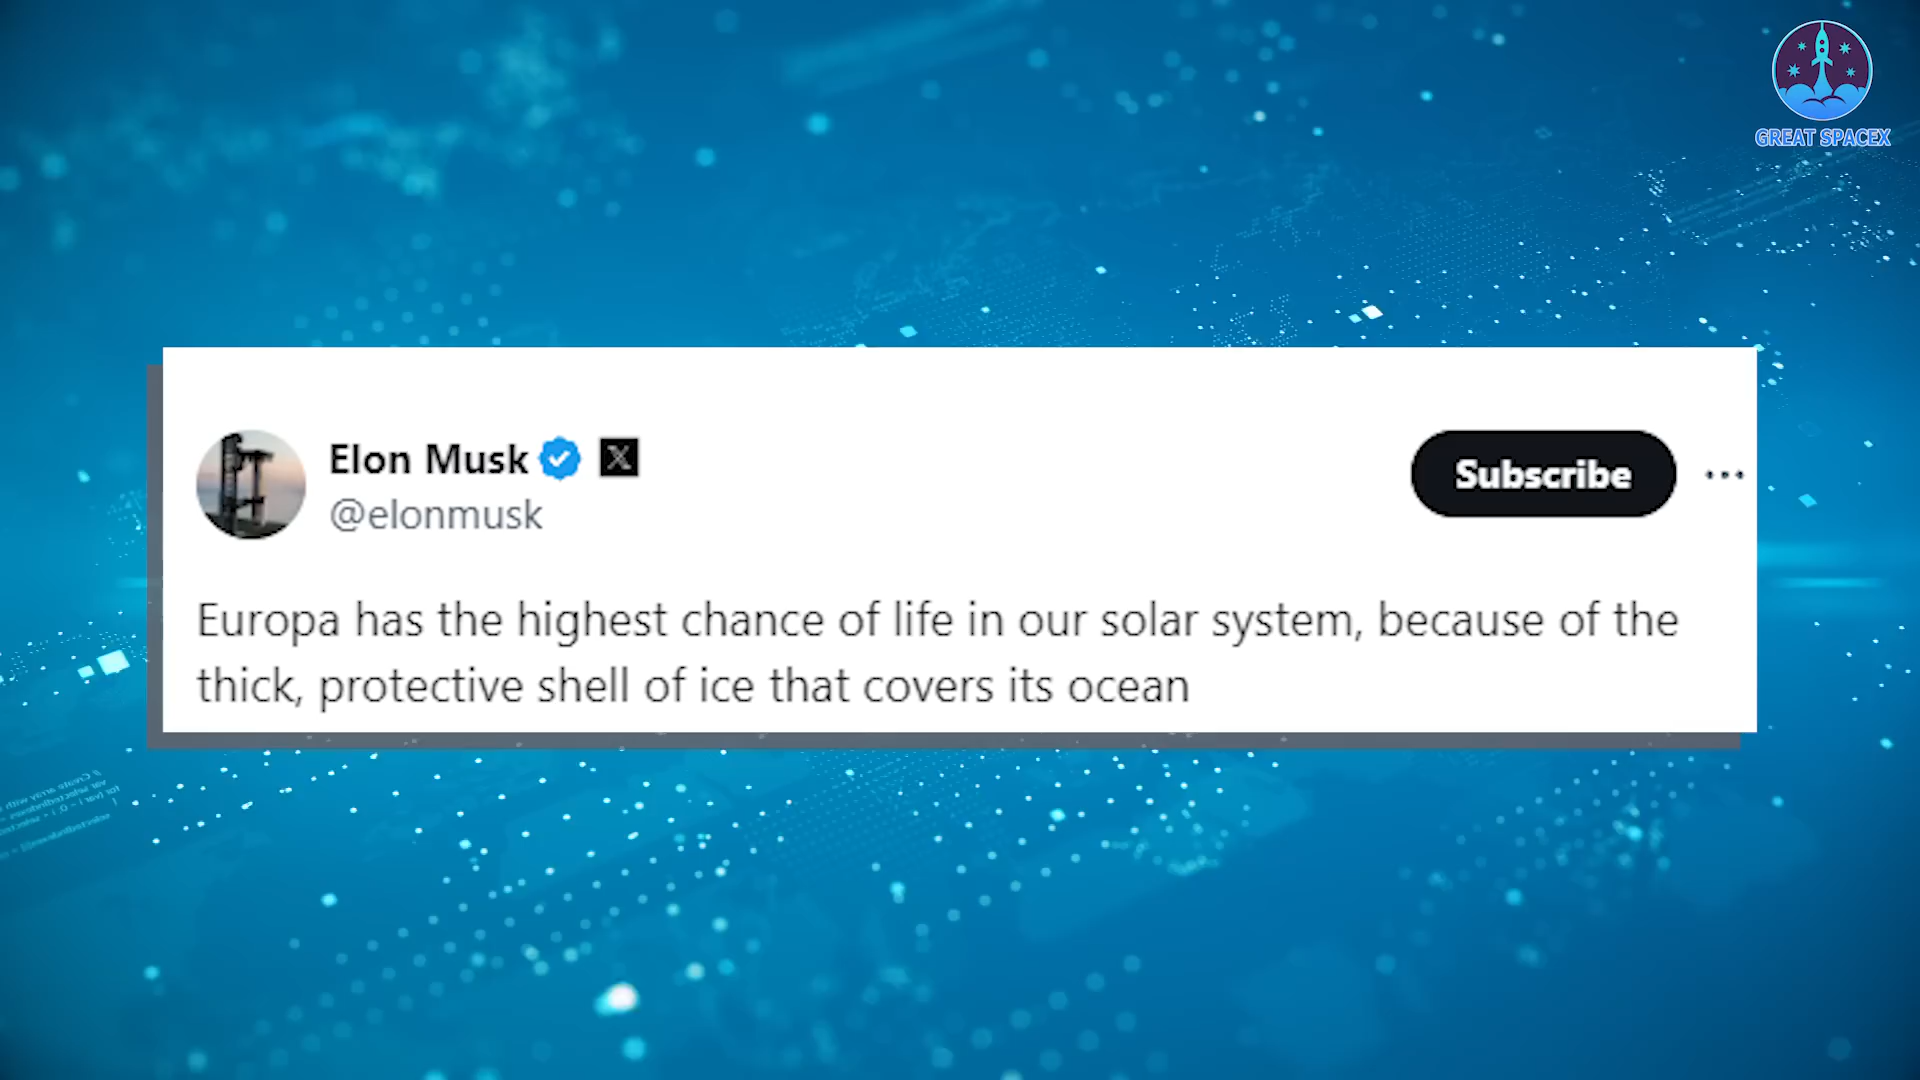 GREAT SPACEX
Elon Musk
@elonmusk
Subscribe
Europa has the highest chance of life in our solar system, because of the
thick, protective shell of ice that covers its ocean